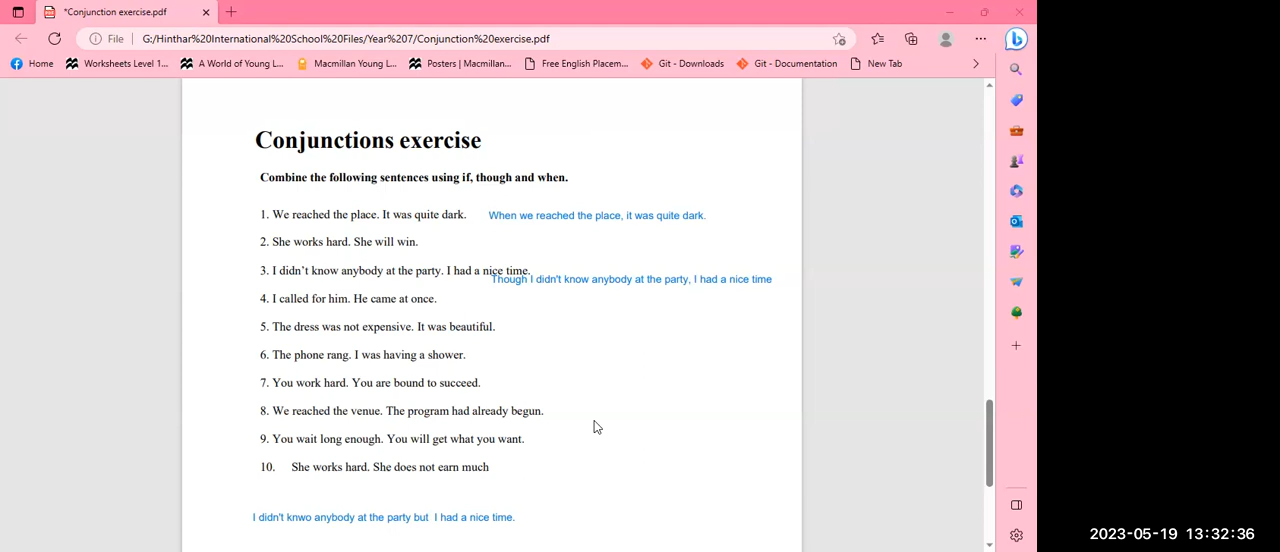 *Conjunction exercise.pdf
File
G:/Hinthar%20International%20School%20Files/Year%207/Conjunction%20exercise.pdf
Home Worksheets Level 1... A World of Young L... Macmillan Young L... Posters | Macmillan... Free English Placem... Git - Downloads Git - Documentation New Tab
Conjunctions exercise
Combine the following sentences using if, though and when.
1. We reached the place. It was quite dark. When we reached the place, it was quite dark.
2. She works hard. She will win.
3. I didn't know anybody at the party. I had a nice time.
Though I didn't know anybody at the party, I had a nice time
4. I called for him. He came at once.
5. The dress was not expensive. It was beautiful.
6. The phone rang. I was having a shower.
7. You work hard. You are bound to succeed.
8. We reached the venue. The program had already begun.
9. You wait long enough. You will get what you want.
10. She works hard. She does not earn much
I didn't knwo anybody at the party but I had a nice time.
2023-05-19 13:32:36